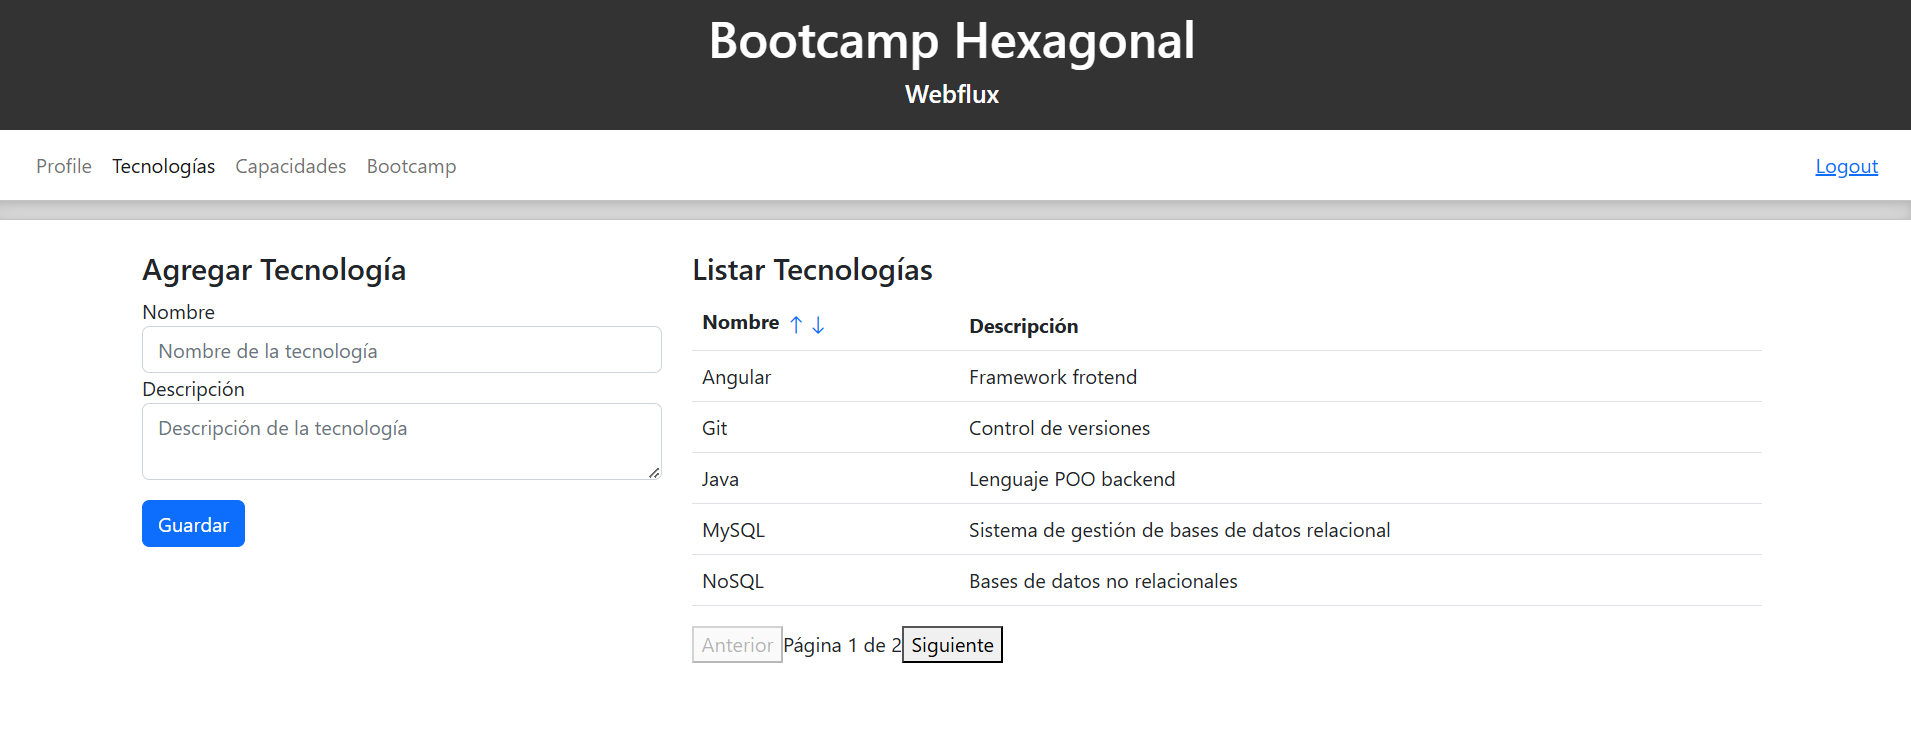 Bootcamp Hexagonal
Webflux
Profile Tecnologías Capacidades Bootcamp Logout
Agregar Tecnología
Nombre
Nombre de la tecnología
Descripción
Descripción de la tecnología
Guardar
Listar Tecnologías
Nombre ↑ ↓ Descripción
Angular Framework frotend
Git Control de versiones
Java Lenguaje POO backend
MySQL Sistema de gestión de bases de datos relacional
NoSQL Bases de datos no relacionales
Anterior Página 1 de 2 Siguiente